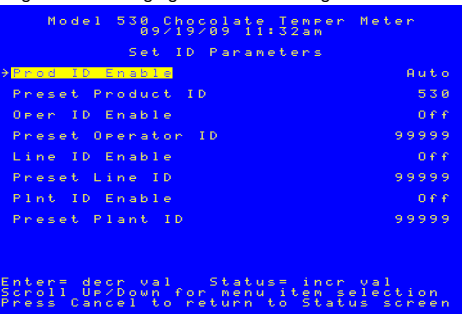 Model 530 Chocolate Temper Meter
09/19/09 11:32am
Set ID Parameters
→Prod ID Enable Auto
Preset Product ID 530
Oper ID Enable Off
Preset Operator ID 99999
Line ID Enable Off
Preset Line ID 99999
Plnt ID Enable Off
Preset Plant ID 99999
Enter= decr val Status= incr val
Scroll Up/Down for menu item selection
Press Cancel to return to Status screen